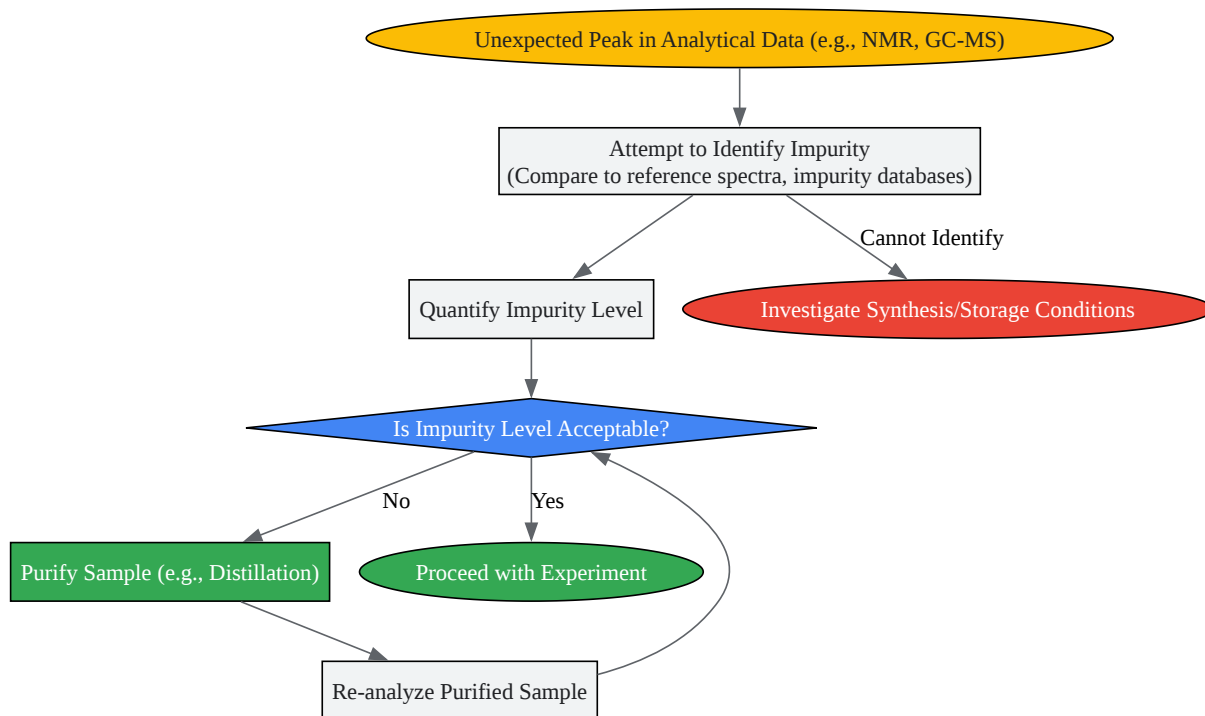 Unexpected Peak in Analytical Data (e.g., NMR, GC-MS)
Attempt to Identify Impurity
(Compare to reference spectra, impurity databases)
Cannot Identify
Quantify Impurity Level
Investigate Synthesis/Storage Conditions
Is Impurity Level Acceptable?
No
Yes
Purify Sample (e.g., Distillation)
Proceed with Experiment
Re-analyze Purified Sample